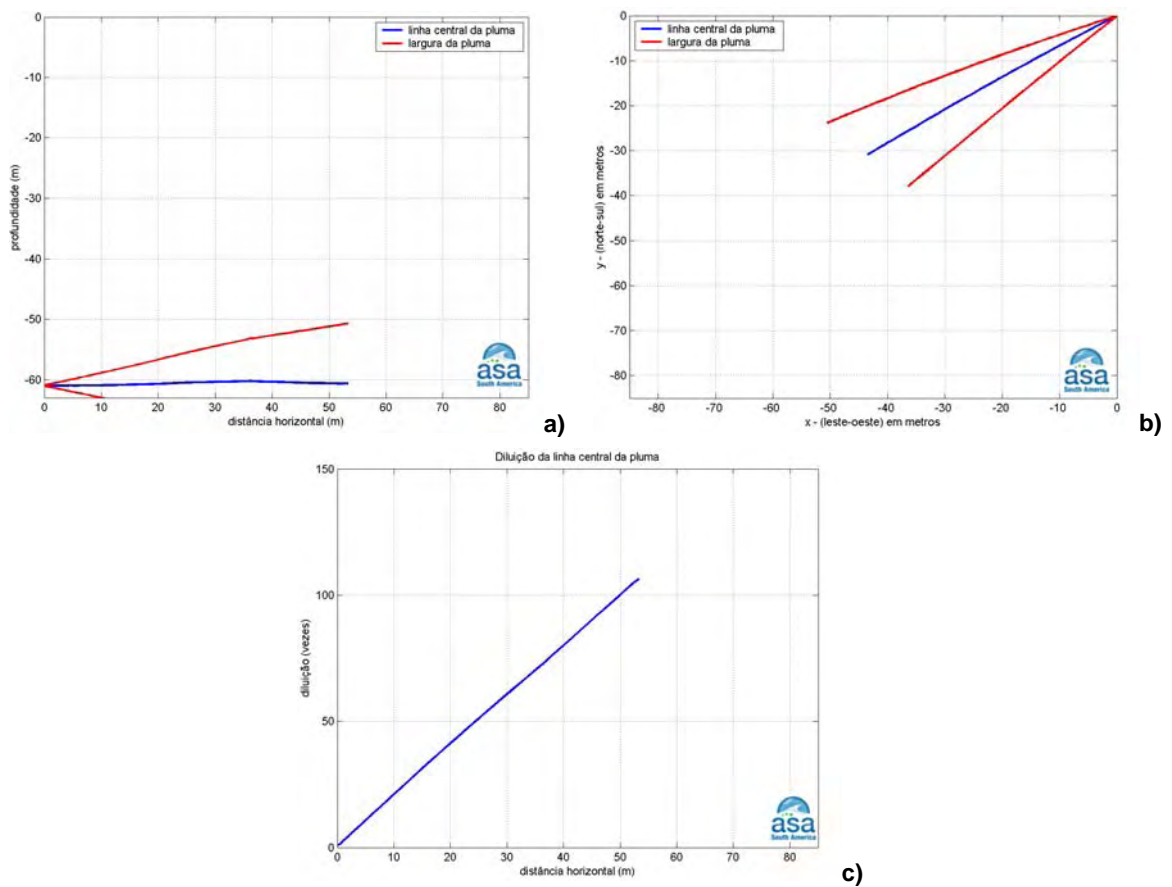 0
-10
-20
-30
-40
-50
-60
profundidade (m)
linha central da pluma
largura da pluma
asa
South America
0 10 20 30 40 50 60 70 80
distância horizontal (m)
a)
0
-10
-20
-30
-40
-50
-60
-70
-80
y - (norte-sul) em metros
linha central da pluma
largura da pluma
asa
South America
-80 -70 -60 -50 -40 -30 -20 -10 0
x - (leste-oeste) em metros
b)
Diluição da linha central da pluma
150
100
50
0
diluição (vezes)
asa
South America
0 10 20 30 40 50 60 70 80
distância horizontal (m)
c)